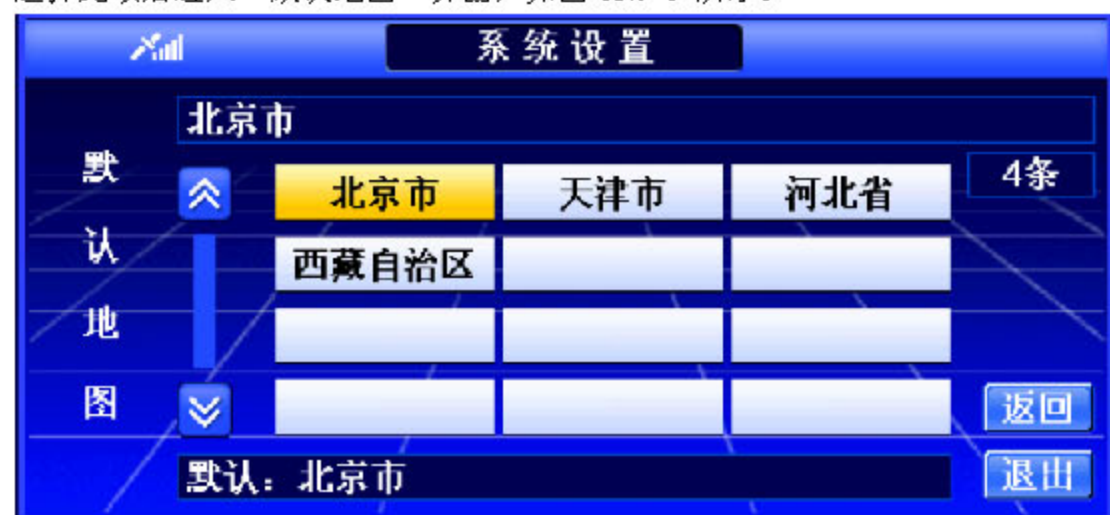 系统设置
北京市
默认地图
4条
北京市 天津市 河北省
西藏自治区
返回
默认：北京市
退出